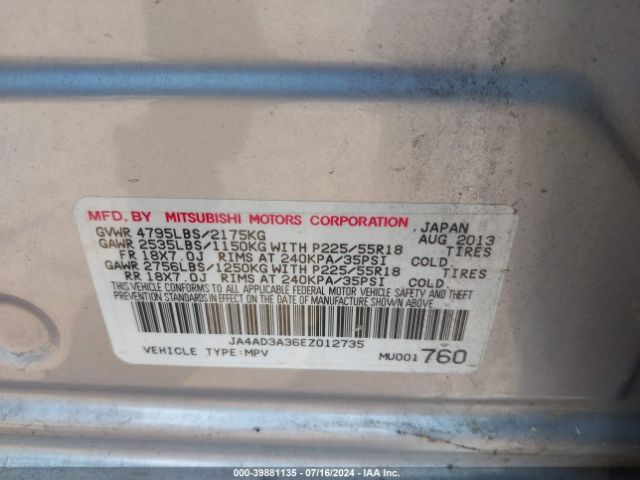 MFD. BY MITSUBISHI MOTORS CORPORATION, JAPAN
GVWR 4795LBS/2175KG AUG 2013
GAWR 2535LBS/1150KG WITH P225/55R18 TIRES
FR 18X7.0J RIMS AT 240KPA/35PSI COLD.
GAWR 2756LBS/1250KG WITH P225/55R18 TIRES
RR 18X7.0J RIMS AT 240KPA/35PSI COLD.
THIS VEHICLE CONFORMS TO ALL APPLICABLE FEDERAL MOTOR VEHICLE SAFETY AND THEFT
PREVENTION STANDARDS IN EFFECT ON THE DATE OF MANUFACTURE SHOWN ABOVE.
JA4AD3A36EZ012735
VEHICLE TYPE:MPV MU001760
000-39881135 - 07/16/2024 - IAA Inc.